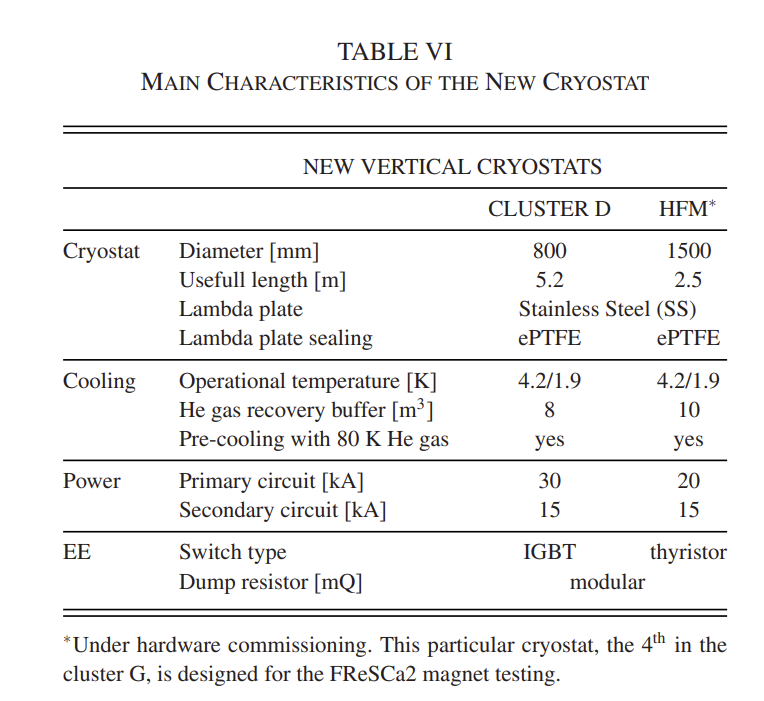 TABLE VI
MAIN CHARACTERISTICS OF THE NEW CRYOSTAT
NEW VERTICAL CRYOSTATS
CLUSTER D HFM*
Cryostat Diameter [mm] 800 1500
Usefull length [m] 5.2 2.5
Lambda plate Stainless Steel (SS)
Lambda plate sealing ePTFE ePTFE
Cooling Operational temperature [K] 4.2/1.9 4.2/1.9
He gas recovery buffer [m³] 8 10
Pre-cooling with 80 K He gas yes yes
Power Primary circuit [kA] 30 20
Secondary circuit [kA] 15 15
EE Switch type IGBT thyristor
Dump resistor [mQ] modular
*Under hardware commissioning. This particular cryostat, the 4th in the
cluster G, is designed for the FReSCa2 magnet testing.